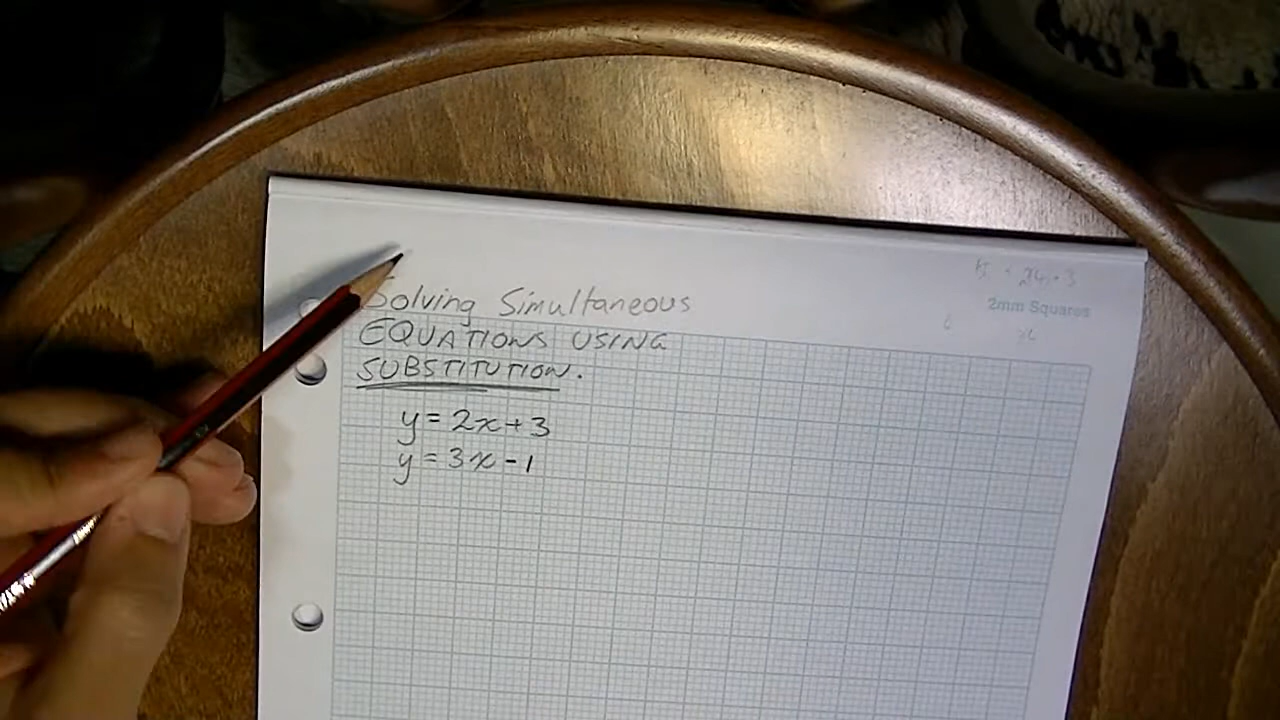 Solving Simultaneous
EQUATIONS USING
SUBSTITUTION.
y = 2x + 3
y = 3x - 1
2mm Squares